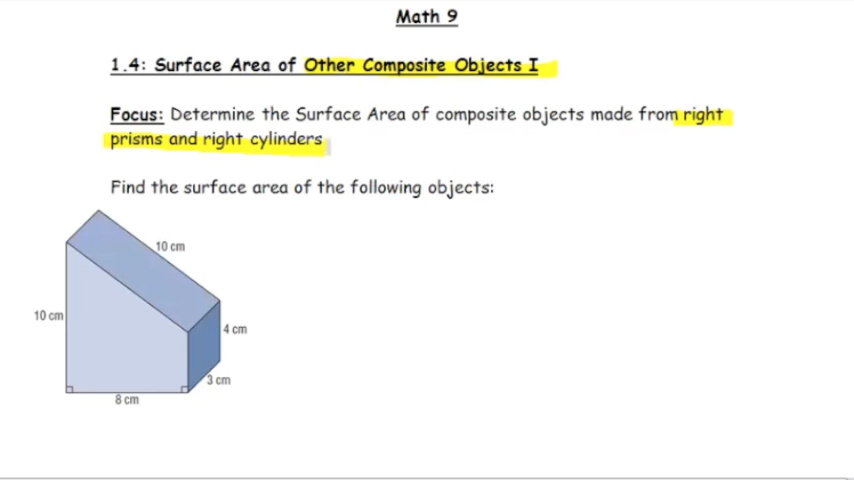 Math 9
1.4: Surface Area of Other Composite Objects I
Focus: Determine the Surface Area of composite objects made from right
prisms and right cylinders
Find the surface area of the following objects:
10 cm
10 cm
4 cm
3 cm
8 cm